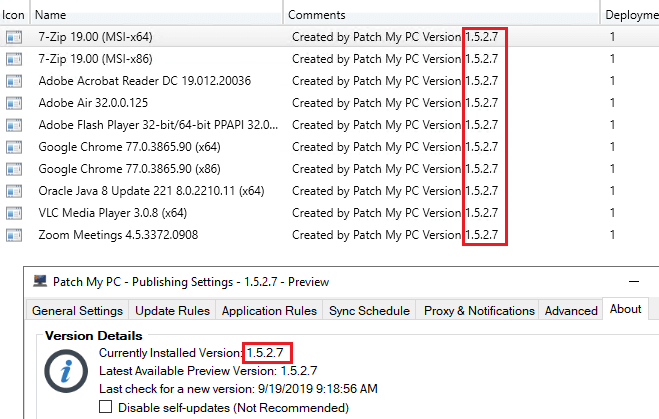 Icon Name Comments Deployme
7-Zip 19.00 (MSI-x64) Created by Patch My PC Version 1.5.2.7 1
7-Zip 19.00 (MSI-x86) Created by Patch My PC Version 1.5.2.7 1
Adobe Acrobat Reader DC 19.012.20036 Created by Patch My PC Version 1.5.2.7 1
Adobe Air 32.0.0.125 Created by Patch My PC Version 1.5.2.7 1
Adobe Flash Player 32-bit/64-bit PPAPI 32.0... Created by Patch My PC Version 1.5.2.7 1
Google Chrome 77.0.3865.90 (x64) Created by Patch My PC Version 1.5.2.7 1
Google Chrome 77.0.3865.90 (x86) Created by Patch My PC Version 1.5.2.7 1
Oracle Java 8 Update 221 8.0.2210.11 (x64) Created by Patch My PC Version 1.5.2.7 1
VLC Media Player 3.0.8 (x64) Created by Patch My PC Version 1.5.2.7 1
Zoom Meetings 4.5.3372.0908 Created by Patch My PC Version 1.5.2.7 1
Patch My PC - Publishing Settings - 1.5.2.7 - Preview
General Settings Update Rules Application Rules Sync Schedule Proxy & Notifications Advanced About
Version Details
Currently Installed Version: 1.5.2.7
Latest Available Preview Version: 1.5.2.7
Last check for a new version: 9/19/2019 9:18:56 AM
Disable self-updates (Not Recommended)